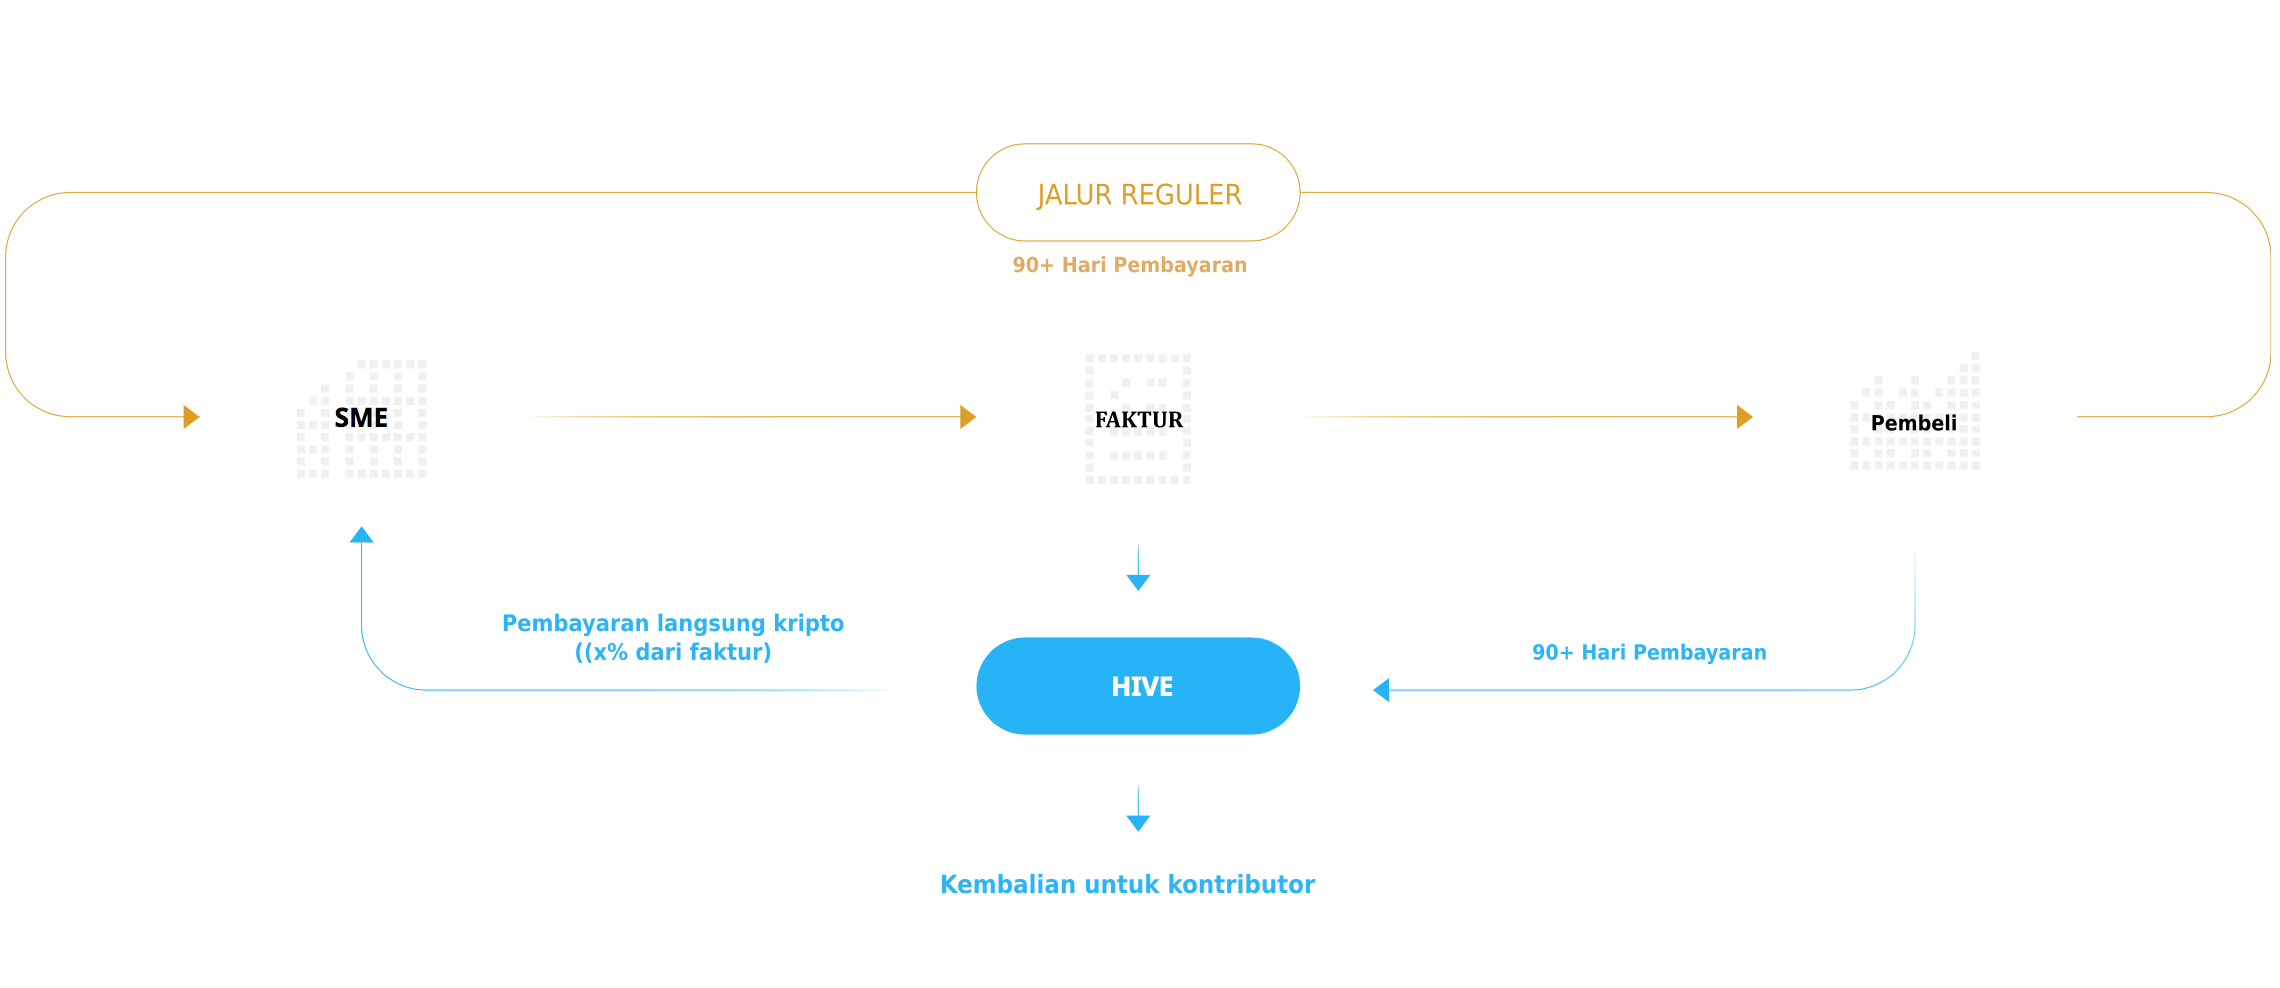 JALUR REGULER
90+ Hari Pembayaran
SME
FAKTUR
Pembeli
Pembayaran langsung kripto
((x% dari faktur)
90+ Hari Pembayaran
HIVE
Kembalian untuk kontributor